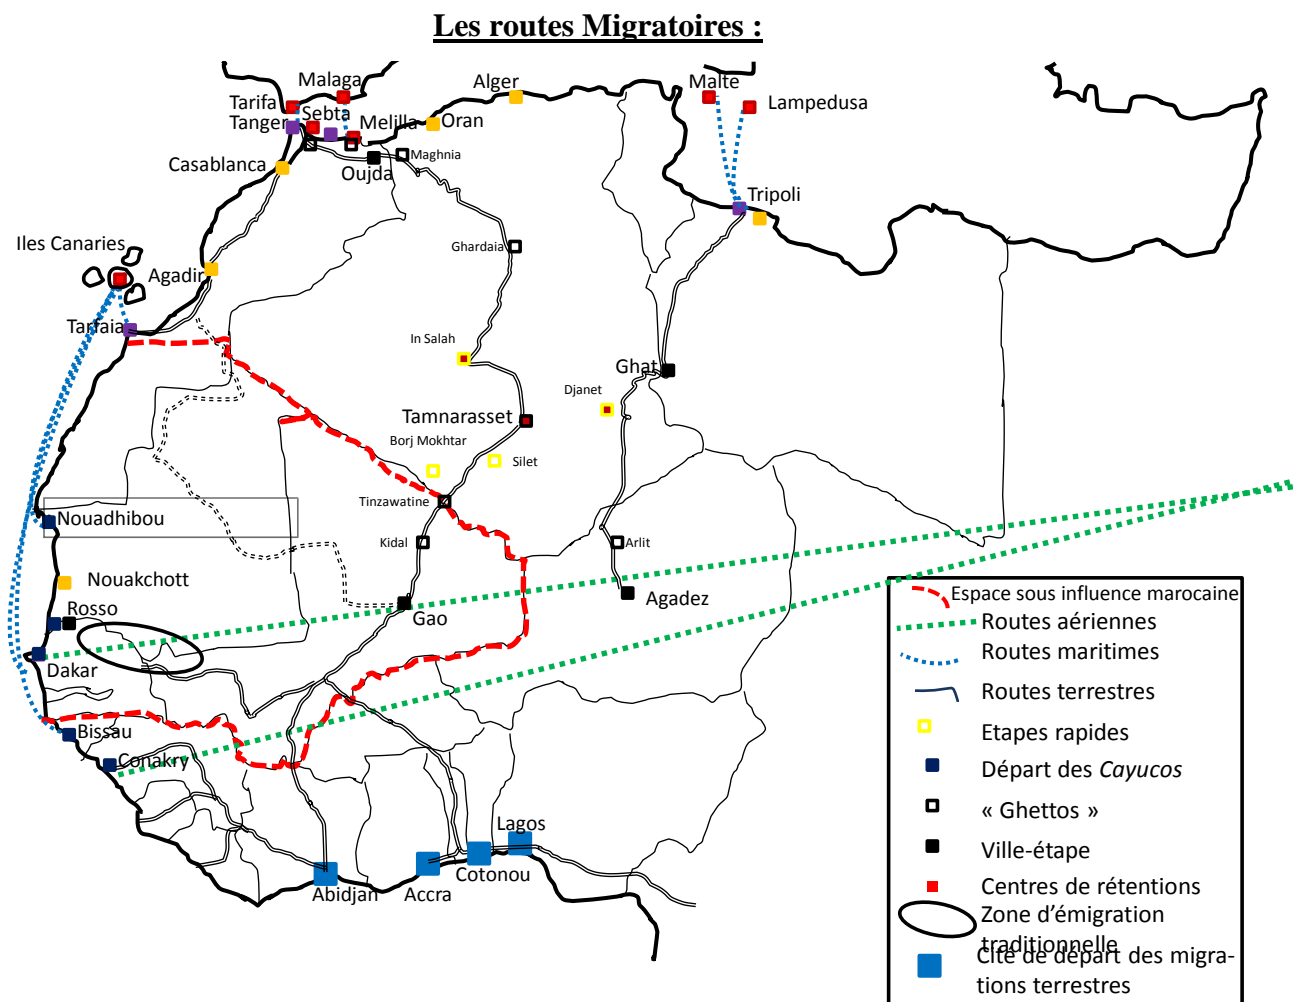 Les routes Migratoires :
Malaga
Alger
Malte
Tarifa
Sebta
Lampedusa
Tanger
Melilla
Oran
Casablanca
Oujda
Maghnia
Tripoli
Iles Canaries
Ghardaia
Agadir
Tarfaia
In Salah
Ghat
Djanet
Tamnarasset
Borj Mokhtar
Silet
Tinzawatine
Nouadhibou
Kidal
Arlit
Nouakchott
Agadez
Rosso
Gao
Dakar
Bissau
Conakry
Lagos
Cotonou
Abidjan
Accra
Espace sous influence marocaine
Routes aériennes
Routes maritimes
Routes terrestres
Etapes rapides
Départ des Cayucos
« Ghettos »
Ville-étape
Centres de rétentions
Zone d’émigration
traditionnelle
Cité de départ des migra-
tions terrestres